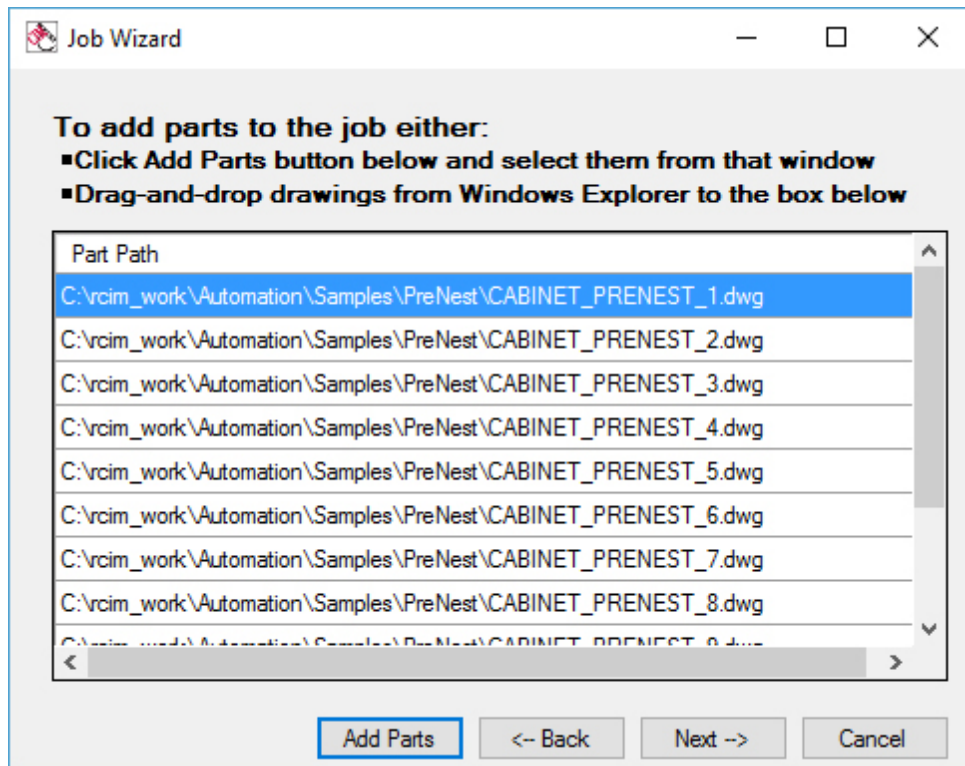 Job Wizard
To add parts to the job either:
▪Click Add Parts button below and select them from that window
▪Drag-and-drop drawings from Windows Explorer to the box below
Part Path
C:\rcim_work\Automation\Samples\PreNest\CABINET_PRENEST_1.dwg
C:\rcim_work\Automation\Samples\PreNest\CABINET_PRENEST_2.dwg
C:\rcim_work\Automation\Samples\PreNest\CABINET_PRENEST_3.dwg
C:\rcim_work\Automation\Samples\PreNest\CABINET_PRENEST_4.dwg
C:\rcim_work\Automation\Samples\PreNest\CABINET_PRENEST_5.dwg
C:\rcim_work\Automation\Samples\PreNest\CABINET_PRENEST_6.dwg
C:\rcim_work\Automation\Samples\PreNest\CABINET_PRENEST_7.dwg
C:\rcim_work\Automation\Samples\PreNest\CABINET_PRENEST_8.dwg
Add Parts <-- Back Next --> Cancel